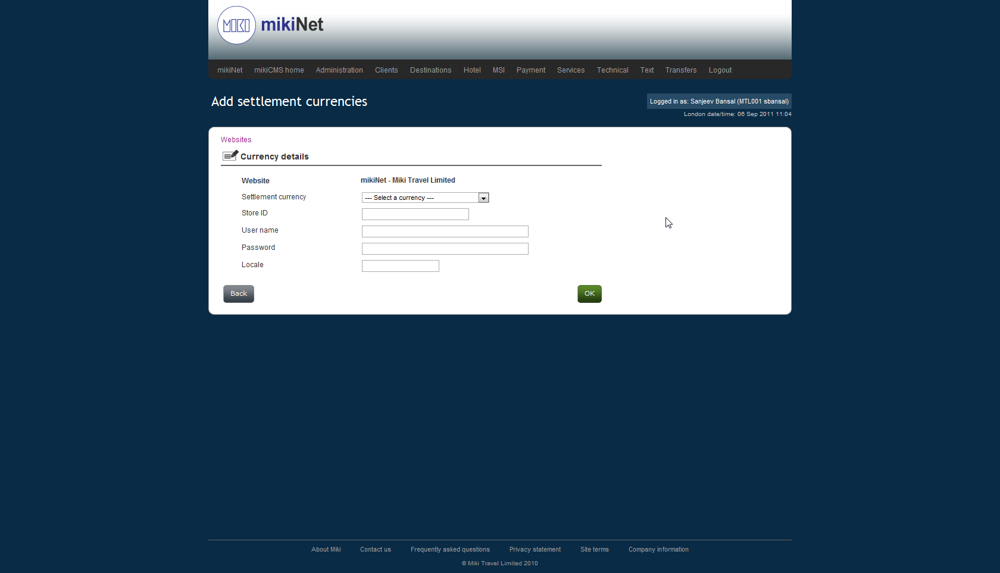 MIKI mikiNet
mikiNet mikiCMS home Administration Clients Destinations Hotel MSI Payment Services Technical Text Transfers Logout
Add settlement currencies
Logged in as: Sanjeev Bansal (MTL001 sbansal)
London date/time: 06 Sep 2011 11:04
Websites
Currency details
Website mikiNet - Miki Travel Limited
Settlement currency --- Select a currency ---
Store ID
User name
Password
Locale
Back OK
About Miki Contact us Frequently asked questions Privacy statement Site terms Company information
© Miki Travel Limited 2010